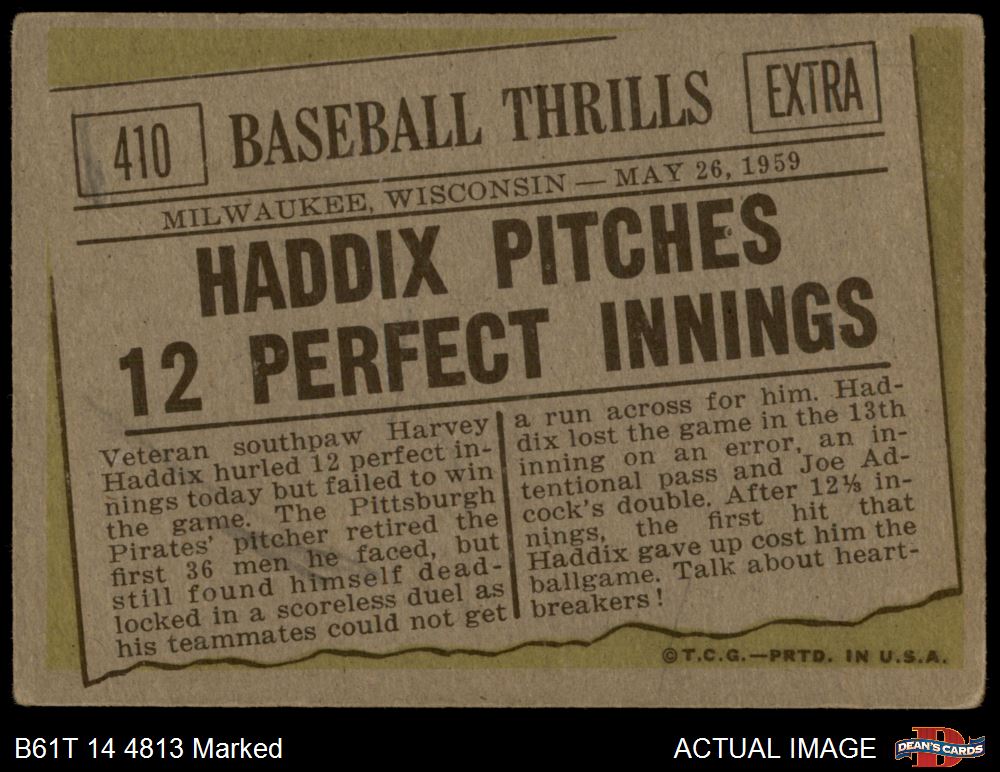 410
BASEBALL THRILLS
EXTRA
MILWAUKEE, WISCONSIN — MAY 26, 1959
HADDIX PITCHES
12 PERFECT INNINGS
Veteran southpaw Harvey
Haddix hurled 12 perfect in-
nings today but failed to win
the game. The Pittsburgh
Pirates' pitcher retired the
first 36 men he faced, but
still found himself dead-
locked in a scoreless duel as
his teammates could not get
a run across for him. Had-
dix lost the game in the 13th
inning on an error, an in-
tentional pass and Joe Ad-
cock's double. After 12⅓ in-
nings, the first hit that
Haddix gave up cost him the
ballgame. Talk about heart-
breakers!
©T.C.G.—PRTD. IN U.S.A.
B61T 14 4813 Marked
ACTUAL IMAGE
DEAN'S CARDS